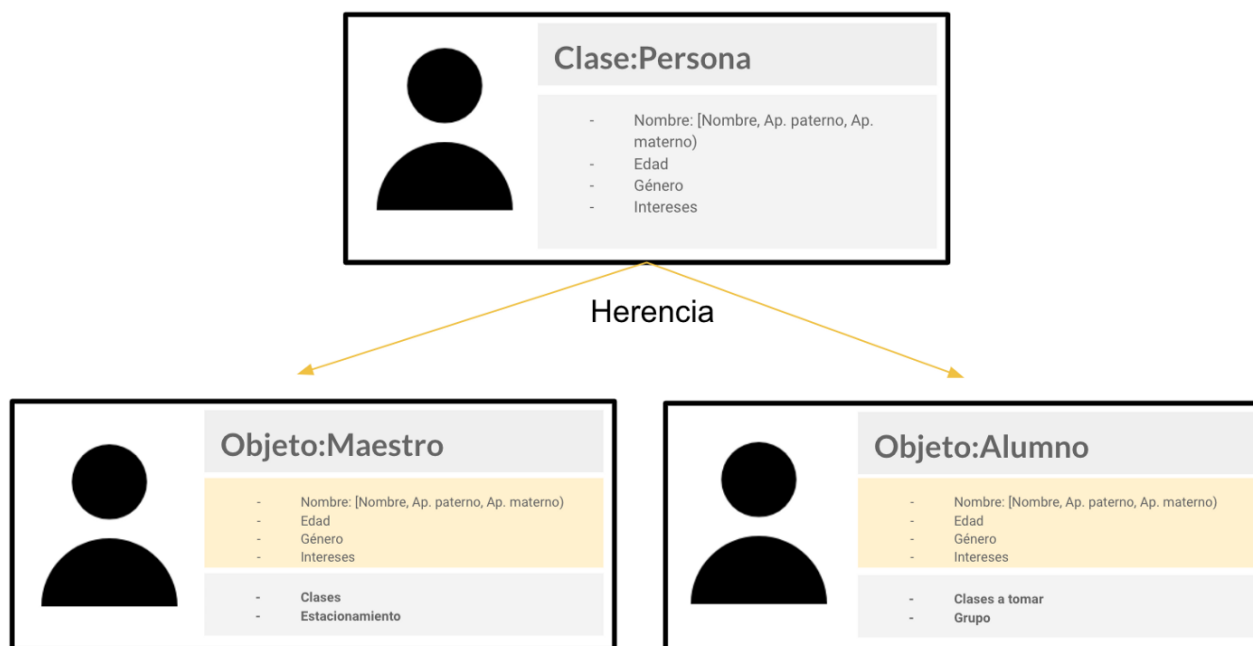 Clase:Persona
- Nombre: [Nombre, Ap. paterno, Ap.
materno)
- Edad
- Género
- Intereses
Herencia
Objeto:Maestro
- Nombre: [Nombre, Ap. paterno, Ap. materno)
- Edad
- Género
- Intereses
- Clases
- Estacionamiento
Objeto:Alumno
- Nombre: [Nombre, Ap. paterno, Ap. materno)
- Edad
- Género
- Intereses
- Clases a tomar
- Grupo